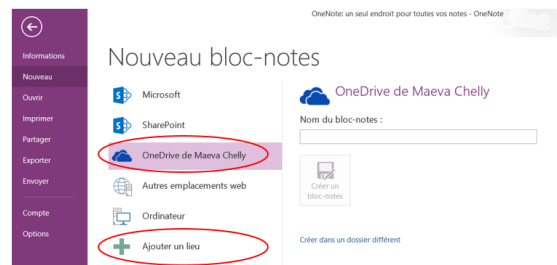 OneNote: un seul endroit pour toutes vos notes - OneNote
Informations
Nouveau
Ouvrir
Imprimer
Partager
Exporter
Envoyer
Compte
Options
Nouveau bloc-notes
Microsoft
SharePoint
OneDrive de Maeva Chelly
Autres emplacements web
Ordinateur
Ajouter un lieu
OneDrive de Maeva Chelly
Nom du bloc-notes :
Créer un
bloc-notes
Créer dans un dossier différent